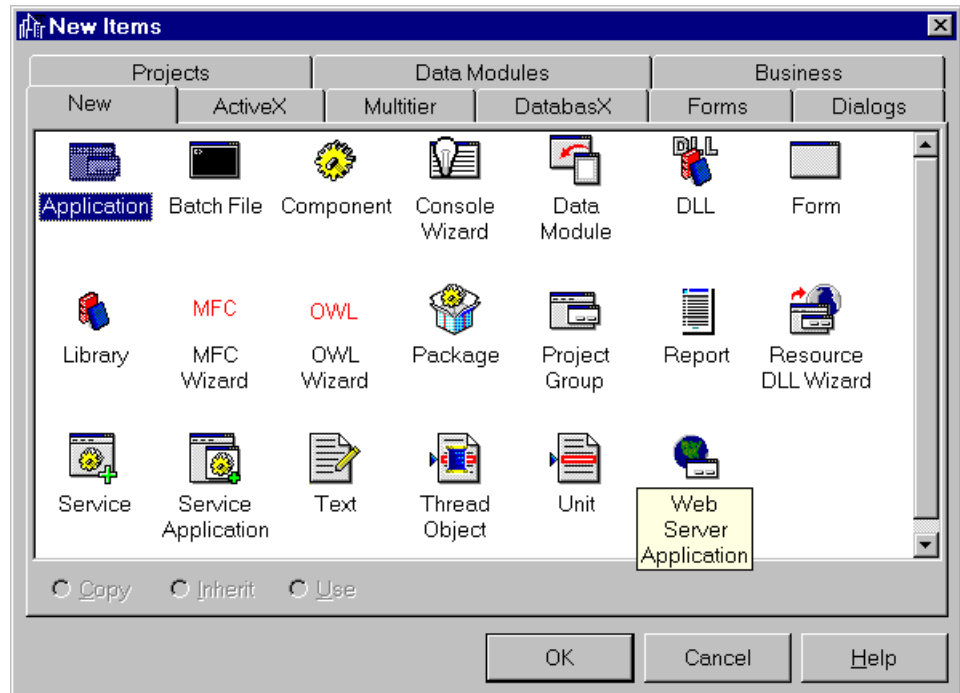 New Items
Projects Data Modules Business
New ActiveX Multitier DatabasX Forms Dialogs
DLL
Application Batch File Component Console Wizard Data Module DLL Form
MFC OWL
Library MFC Wizard OWL Wizard Package Project Group Report Resource DLL Wizard
Service Service Application Text Thread Object Unit Web Server Application
Copy Inherit Use
OK Cancel Help